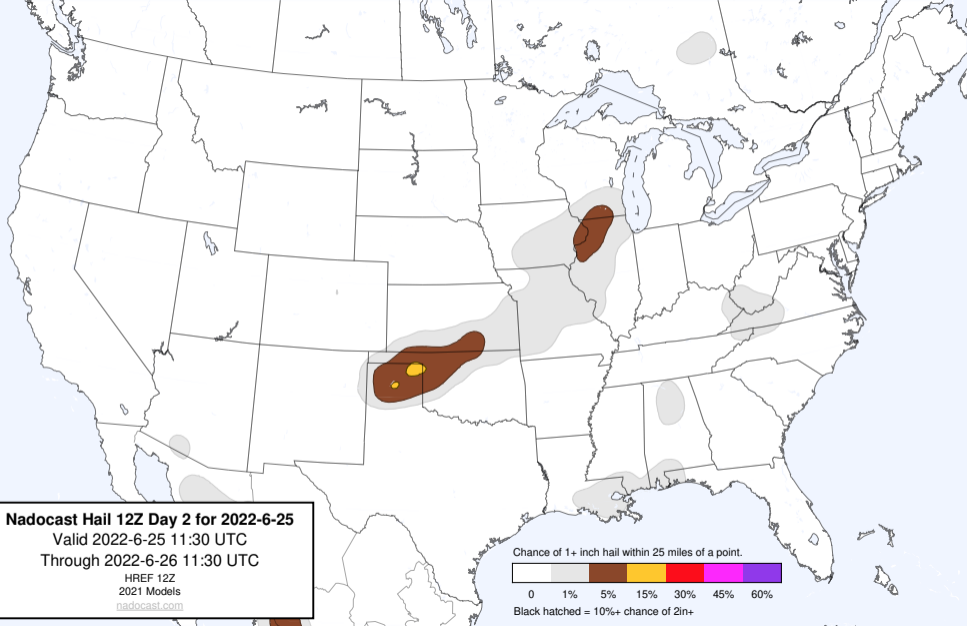 Nadocast Hail 12Z Day 2 for 2022-6-25
Valid 2022-6-25 11:30 UTC
Through 2022-6-26 11:30 UTC
HREF 12Z
2021 Models
nadocast.com
Chance of 1+ inch hail within 25 miles of a point.
0 1% 5% 15% 30% 45% 60%
Black hatched = 10%+ chance of 2in+